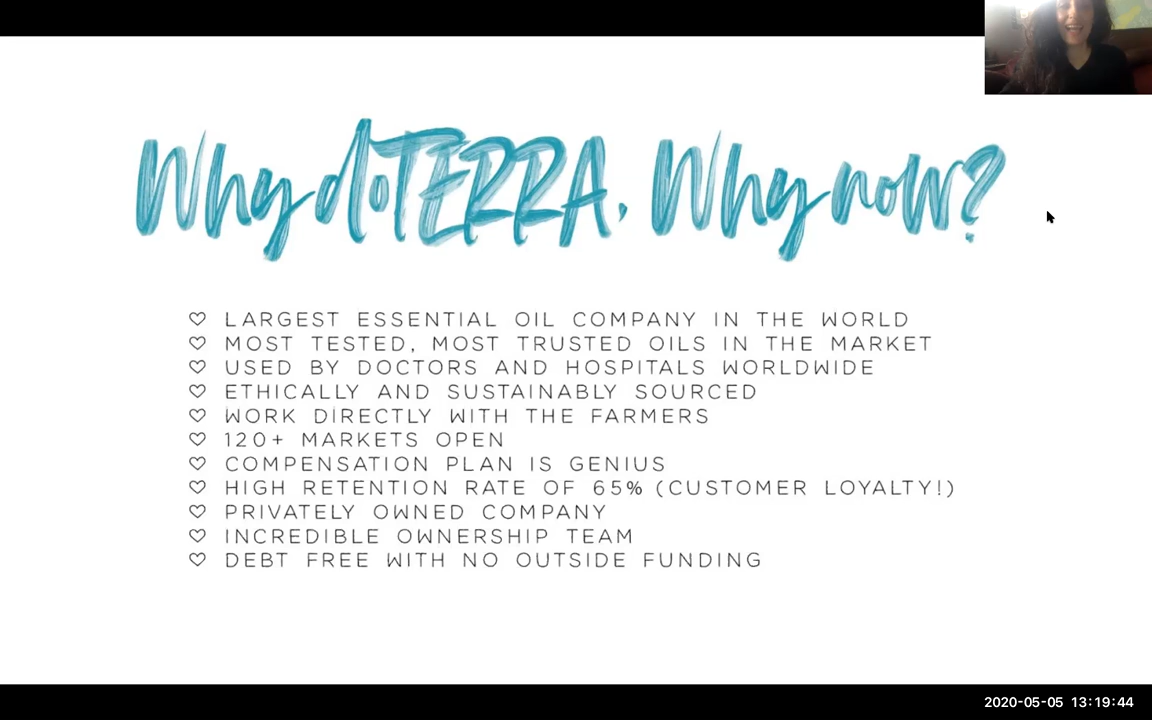 Why doTERRA, Why now?
♡ LARGEST ESSENTIAL OIL COMPANY IN THE WORLD
♡ MOST TESTED, MOST TRUSTED OILS IN THE MARKET
♡ USED BY DOCTORS AND HOSPITALS WORLDWIDE
♡ ETHICALLY AND SUSTAINABLY SOURCED
♡ WORK DIRECTLY WITH THE FARMERS
♡ 120+ MARKETS OPEN
♡ COMPENSATION PLAN IS GENIUS
♡ HIGH RETENTION RATE OF 65% (CUSTOMER LOYALTY!)
♡ PRIVATELY OWNED COMPANY
♡ INCREDIBLE OWNERSHIP TEAM
♡ DEBT FREE WITH NO OUTSIDE FUNDING
2020-05-05 13:19:44